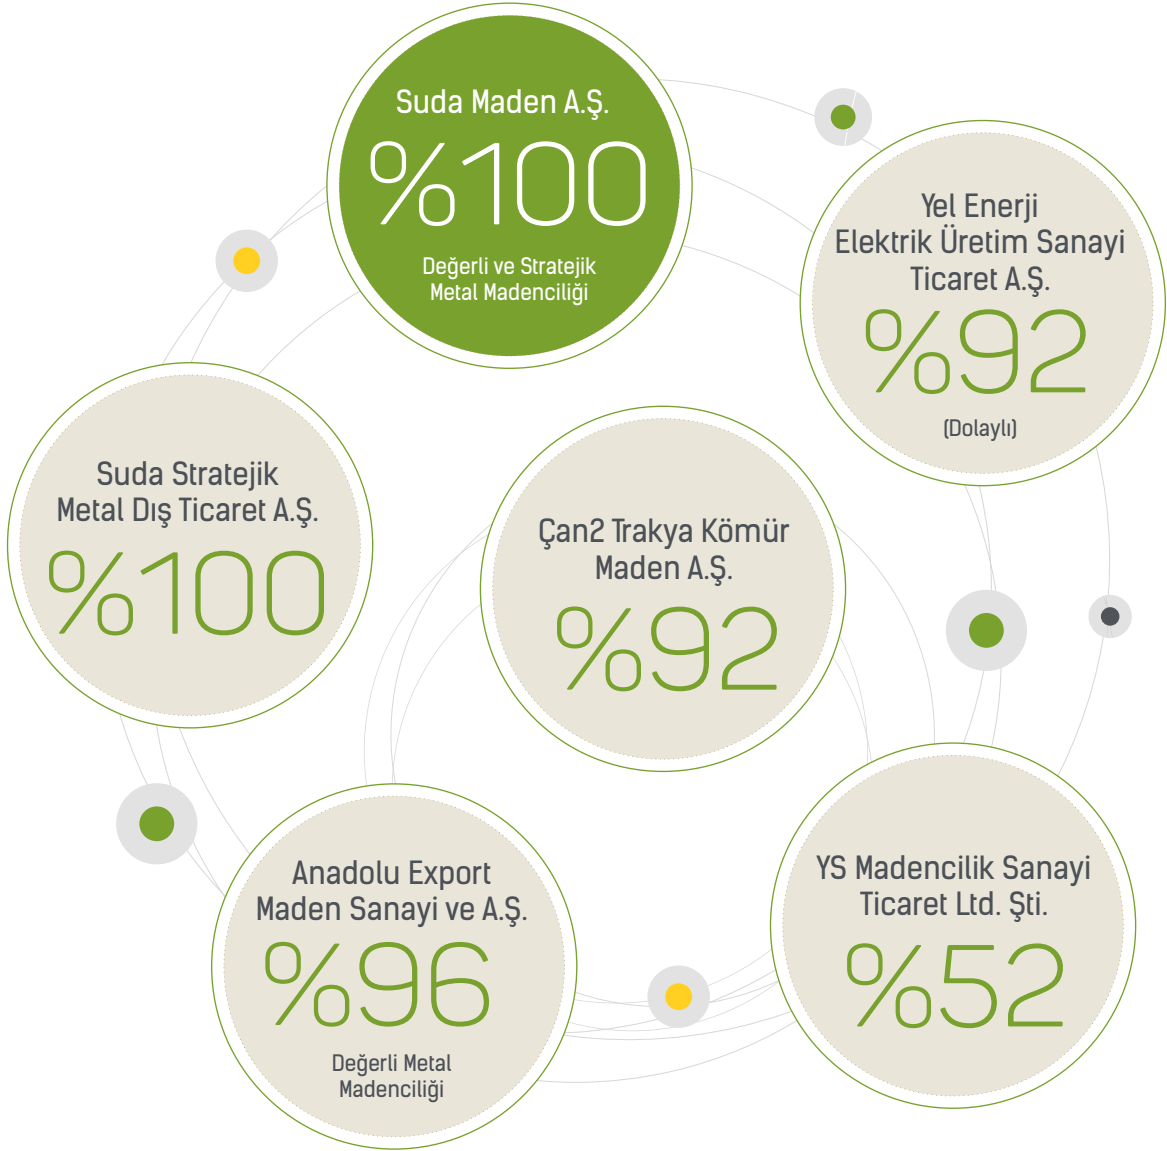 Suda Maden A.Ş.
%100
Değerli ve Stratejik
Metal Madenciliği
Yel Enerji
Elektrik Üretim Sanayi
Ticaret A.Ş.
%92
(Dolaylı)
Suda Stratejik
Metal Dış Ticaret A.Ş.
%100
Çan2 Trakya Kömür
Maden A.Ş.
%92
Anadolu Export
Maden Sanayi ve A.Ş.
%96
Değerli Metal
Madenciliği
YS Madencilik Sanayi
Ticaret Ltd. Şti.
%52